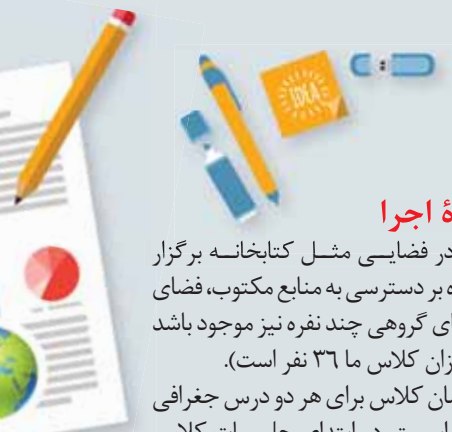 IDEA
ۀ اجرا
در فضایی مثل کتابخانه برگزار
ه بر دسترسی به منابع مکتوب، فضای
ای گروهی چند نفره نیز موجود باشد
زان کلاس ما ۳۶ نفر است).
مان کلاس برای هر دو درس جغرافی